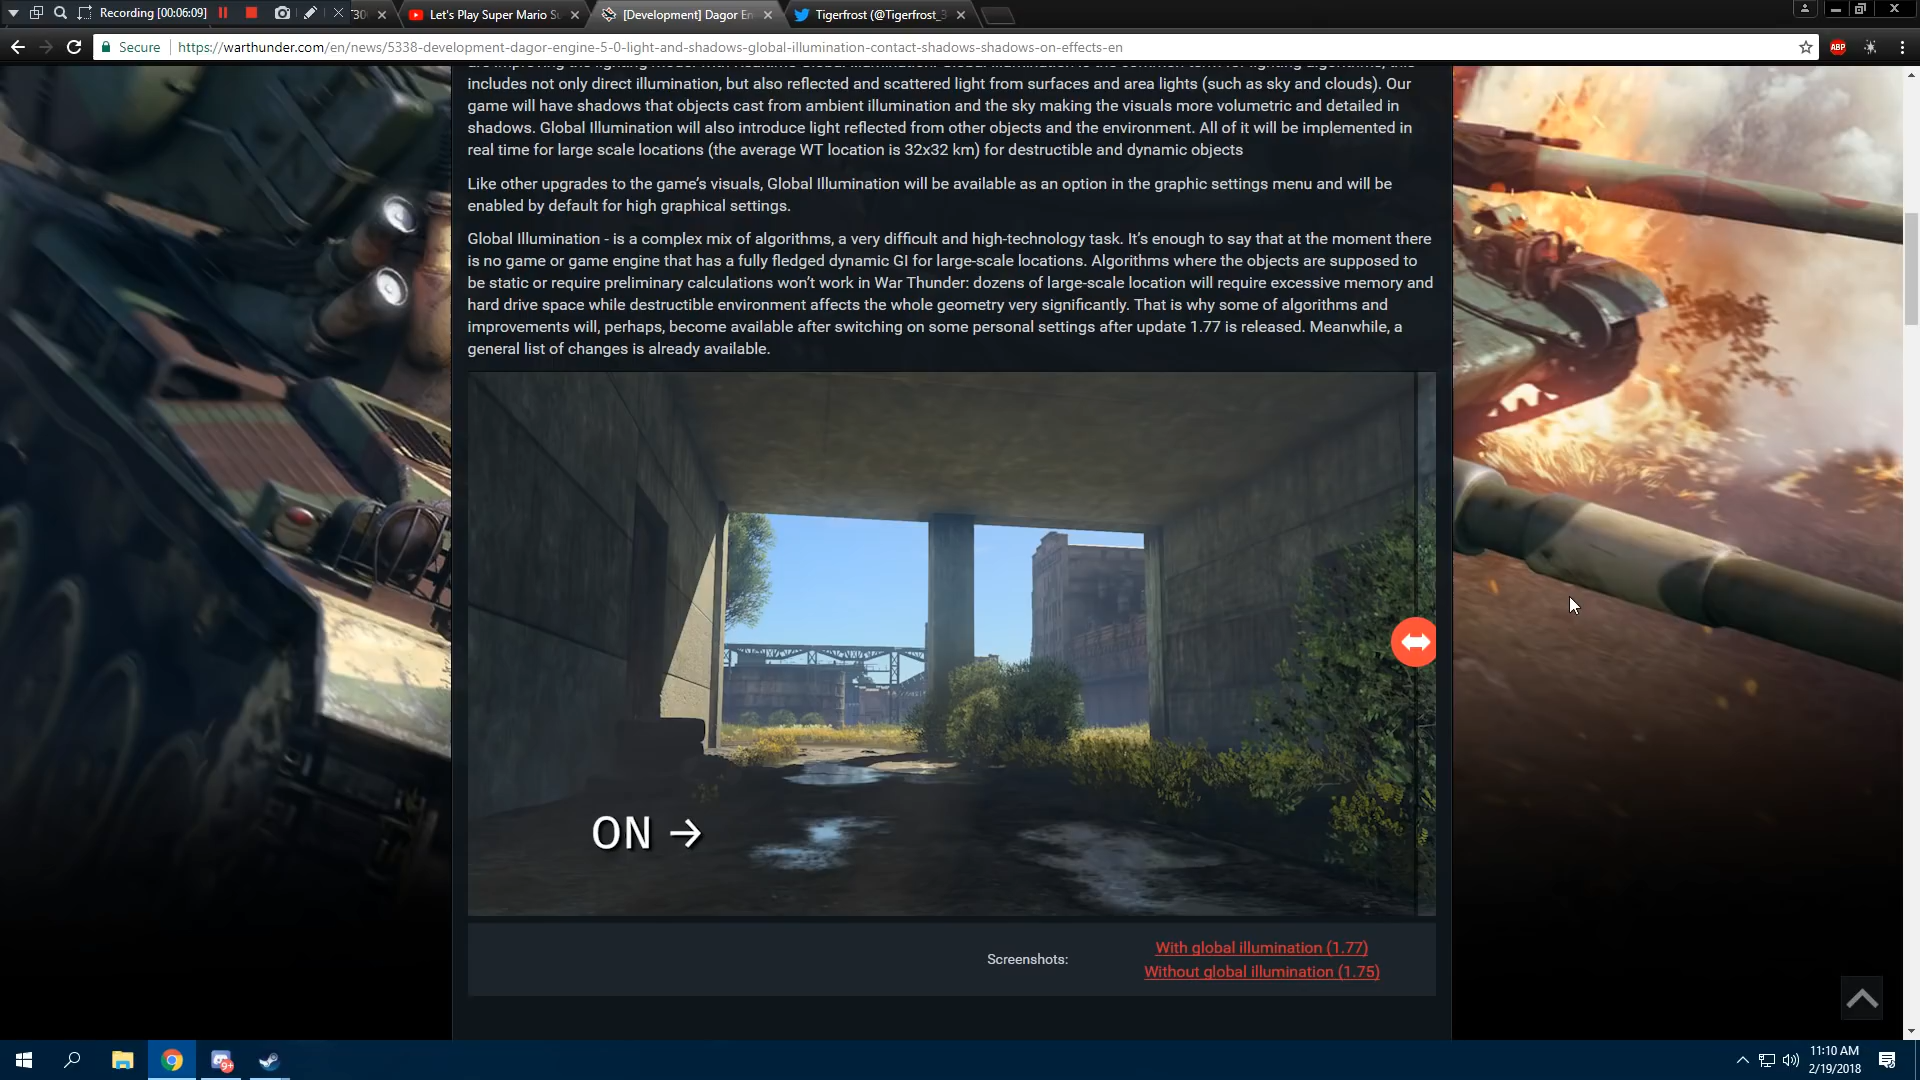 Recording [00:06:09]
Let's Play Super Mario Su
[Development] Dagor En
Tigerfrost (@Tigerfrost_3
Secure
https://warthunder.com/en/news/5338-development-dagor-engine-5-0-light-and-shadows-global-illumination-contact-shadows-shadows-on-effects-en
ABP
includes not only direct illumination, but also reflected and scattered light from surfaces and area lights (such as sky and clouds). Our
game will have shadows that objects cast from ambient illumination and the sky making the visuals more volumetric and detailed in
shadows. Global Illumination will also introduce light reflected from other objects and the environment. All of it will be implemented in
real time for large scale locations (the average WT location is 32x32 km) for destructible and dynamic objects
Like other upgrades to the game’s visuals, Global Illumination will be available as an option in the graphic settings menu and will be
enabled by default for high graphical settings.
Global Illumination - is a complex mix of algorithms, a very difficult and high-technology task. It’s enough to say that at the moment there
is no game or game engine that has a fully fledged dynamic GI for large-scale locations. Algorithms where the objects are supposed to
be static or require preliminary calculations won’t work in War Thunder: dozens of large-scale location will require excessive memory and
hard drive space while destructible environment affects the whole geometry very significantly. That is why some of algorithms and
improvements will, perhaps, become available after switching on some personal settings after update 1.77 is released. Meanwhile, a
general list of changes is already available.
ON →
Screenshots:
With global illumination (1.77)
Without global illumination (1.75)
9+
11:10 AM
2/19/2018